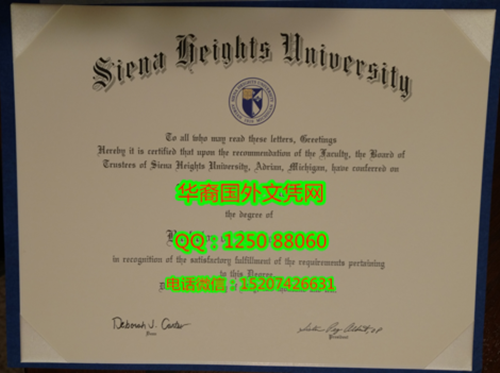 Siena Heights University
To all who may read these letters, Greetings
Hereby it is certified that upon the recommendation of the Faculty, the Board of
Trustees of Siena Heights University, Adrian, Michigan, have conferred on
华裔国外文凭网
the degree of
QQ：1250 88060
in recognition of the satisfactory fulfillment of the requirements pertaining
to this Degree
电话微信：15207426631
Deborah J. Carter
President